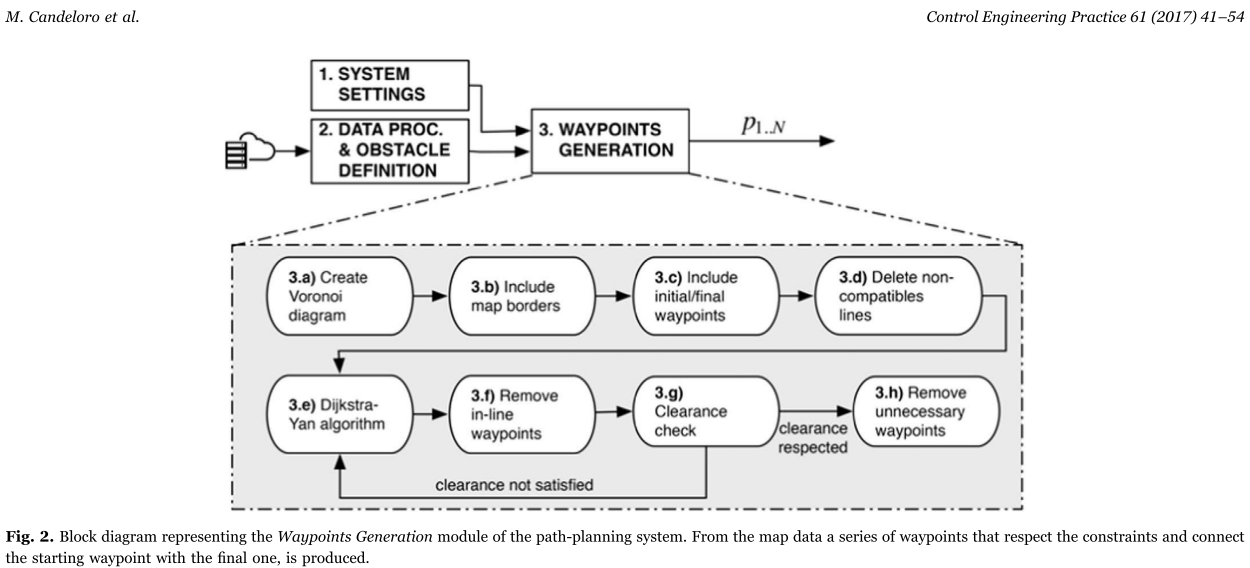 M. Candeloro et al.
Control Engineering Practice 61 (2017) 41–54
1. SYSTEM
SETTINGS
2. DATA PROC.
& OBSTACLE
DEFINITION
3. WAYPOINTS
GENERATION
p1..N
3.a) Create
Voronoi
diagram
3.b) Include
map borders
3.c) Include
initial/final
waypoints
3.d) Delete non-
compatibles
lines
3.e) Dijkstra-
Yan algorithm
3.f) Remove
in-line
waypoints
3.g)
Clearance
check
clearance
respected
3.h) Remove
unnecessary
waypoints
clearance not satisfied
Fig. 2. Block diagram representing the Waypoints Generation module of the path-planning system. From the map data a series of waypoints that respect the constraints and connect
the starting waypoint with the final one, is produced.